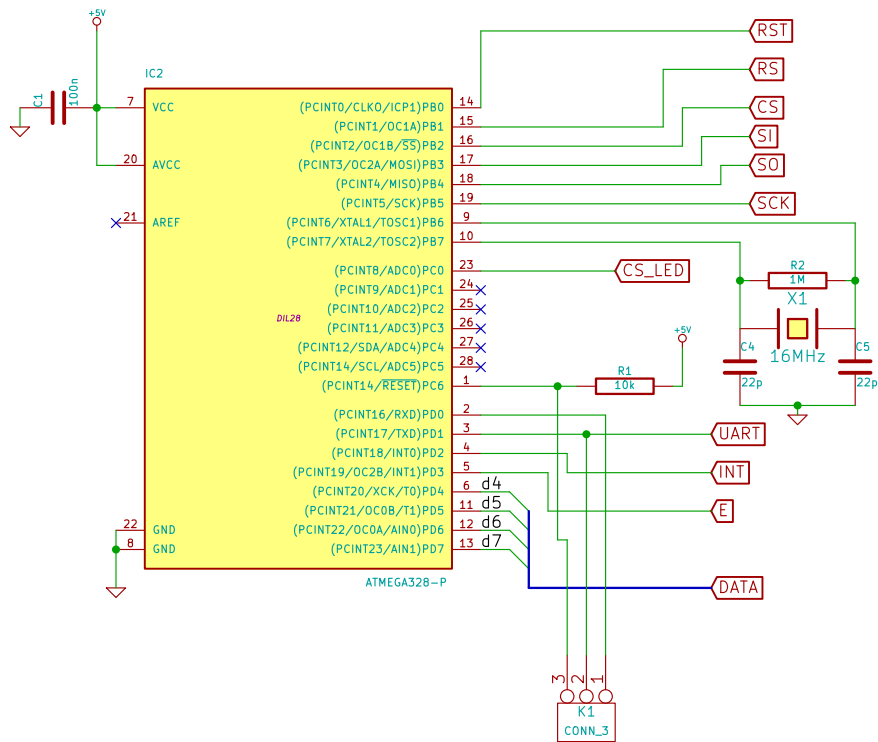 +5V
IC2
C1
100n
7 VCC
20 AVCC
21 AREF
22 GND
8 GND
DIL28
(PCINT0/CLKO/ICP1)PB0 14
(PCINT1/OC1A)PB1 15
(PCINT2/OC1B/SS)PB2 16
(PCINT3/OC2A/MOSI)PB3 17
(PCINT4/MISO)PB4 18
(PCINT5/SCK)PB5 19
(PCINT6/XTAL1/TOSC1)PB6 9
(PCINT7/XTAL2/TOSC2)PB7 10
(PCINT8/ADC0)PC0 23
(PCINT9/ADC1)PC1 24
(PCINT10/ADC2)PC2 25
(PCINT11/ADC3)PC3 26
(PCINT12/SDA/ADC4)PC4 27
(PCINT14/SCL/ADC5)PC5 28
(PCINT14/RESET)PC6 1
(PCINT16/RXD)PD0 2
(PCINT17/TXD)PD1 3
(PCINT18/INT0)PD2 4
(PCINT19/OC2B/INT1)PD3 5
(PCINT20/XCK/T0)PD4 6 d4
(PCINT21/OC0B/T1)PD5 11 d5
(PCINT22/OC0A/AIN0)PD6 12 d6
(PCINT23/AIN1)PD7 13 d7
ATMEGA328-P
RST
RS
CS
SI
SO
SCK
CS_LED
R2
1M
X1
16MHz
C4
22p
C5
22p
+5V
R1
10k
UART
INT
E
DATA
3 2 1
K1
CONN_3